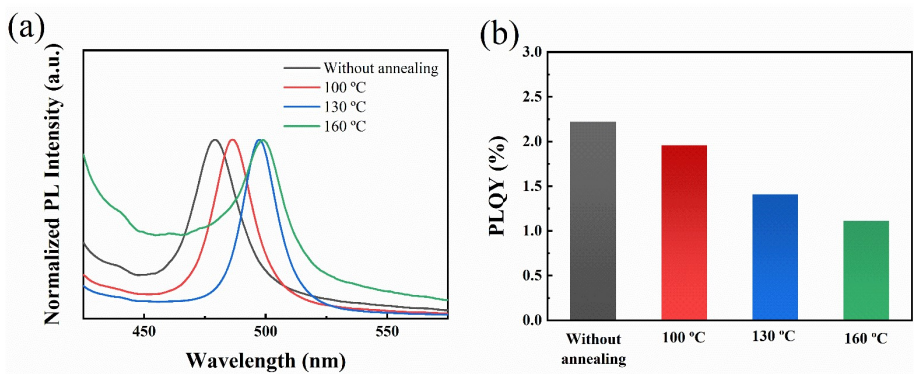 (a)
Normalized PL Intensity (a.u.)
Without annealing
100 ºC
130 ºC
160 ºC
450
500
550
Wavelength (nm)
(b)
PLQY (%)
3.0
2.5
2.0
1.5
1.0
0.5
0.0
Without
annealing
100 ºC
130 ºC
160 ºC